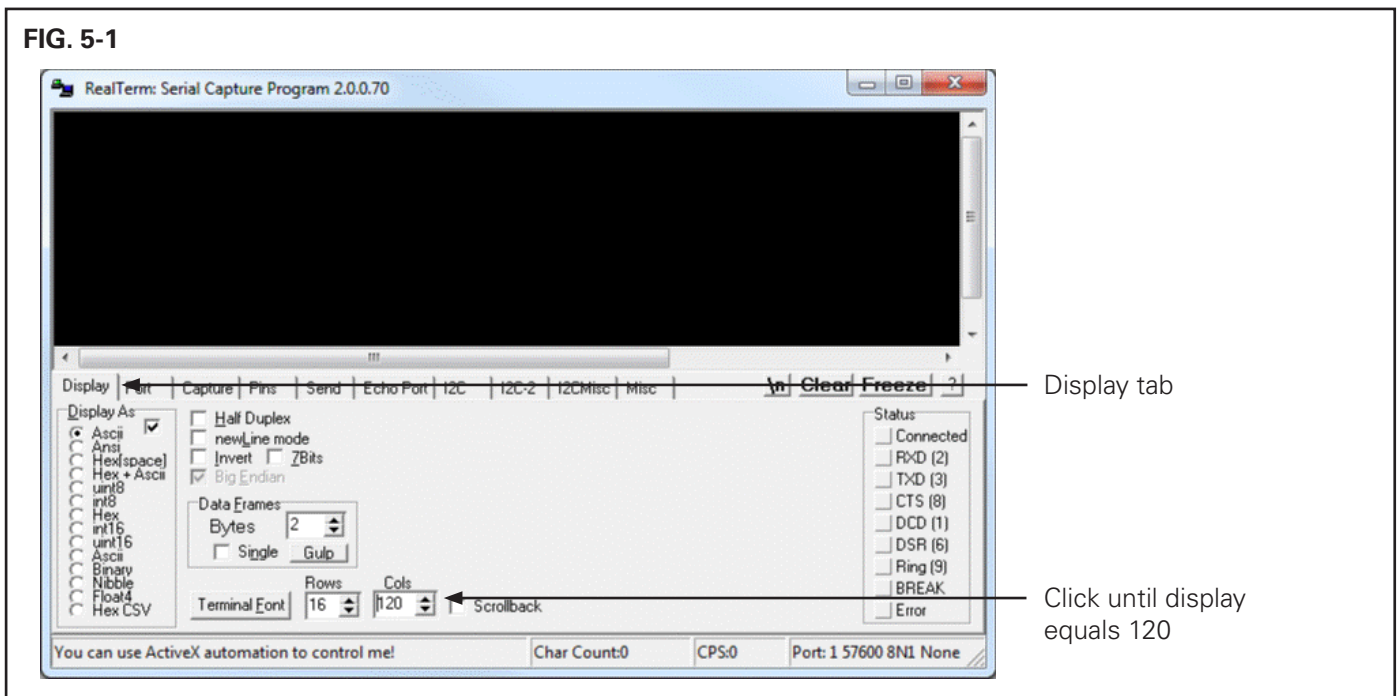 FIG. 5-1
RealTerm: Serial Capture Program 2.0.0.70
Display Port Capture Pins Send Echo Port I2C I2C-2 I2CMisc Misc \n Clear Freeze ?
Display tab
Display As
Ascii
Ansi
Hex[space]
Hex + Ascii
uint8
int8
Hex
int16
uint16
Ascii
Binary
Nibble
Float4
Hex CSV
Half Duplex
newLine mode
Invert 7Bits
Big Endian
Data Frames
Bytes 2
Single Gulp
Rows Cols
Terminal Font 16 120 Scrollback
Status
Connected
RXD (2)
TXD (3)
CTS (8)
DCD (1)
DSR (6)
Ring (9)
BREAK
Error
Click until display
equals 120
You can use ActiveX automation to control me! Char Count:0 CPS:0 Port: 1 57600 8N1 None